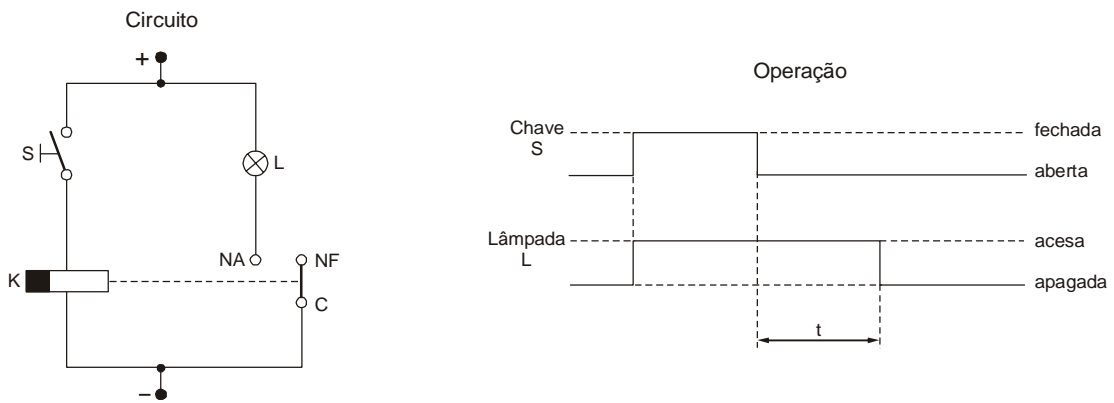 Circuito
+
S
L
NA
NF
K
C
–
Operação
Chave
S
fechada
aberta
Lâmpada
L
acesa
apagada
t